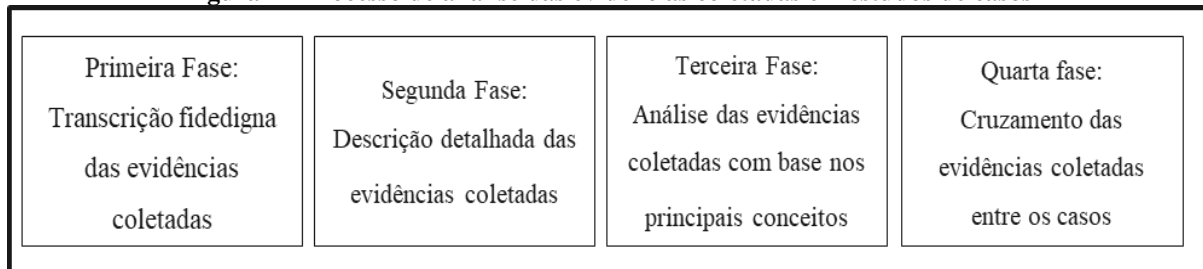 Primeira Fase:
Transcrição fidedigna
das evidências
coletadas
Segunda Fase:
Descrição detalhada das
evidências coletadas
Terceira Fase:
Análise das evidências
coletadas com base nos
principais conceitos
Quarta fase:
Cruzamento das
evidências coletadas
entre os casos